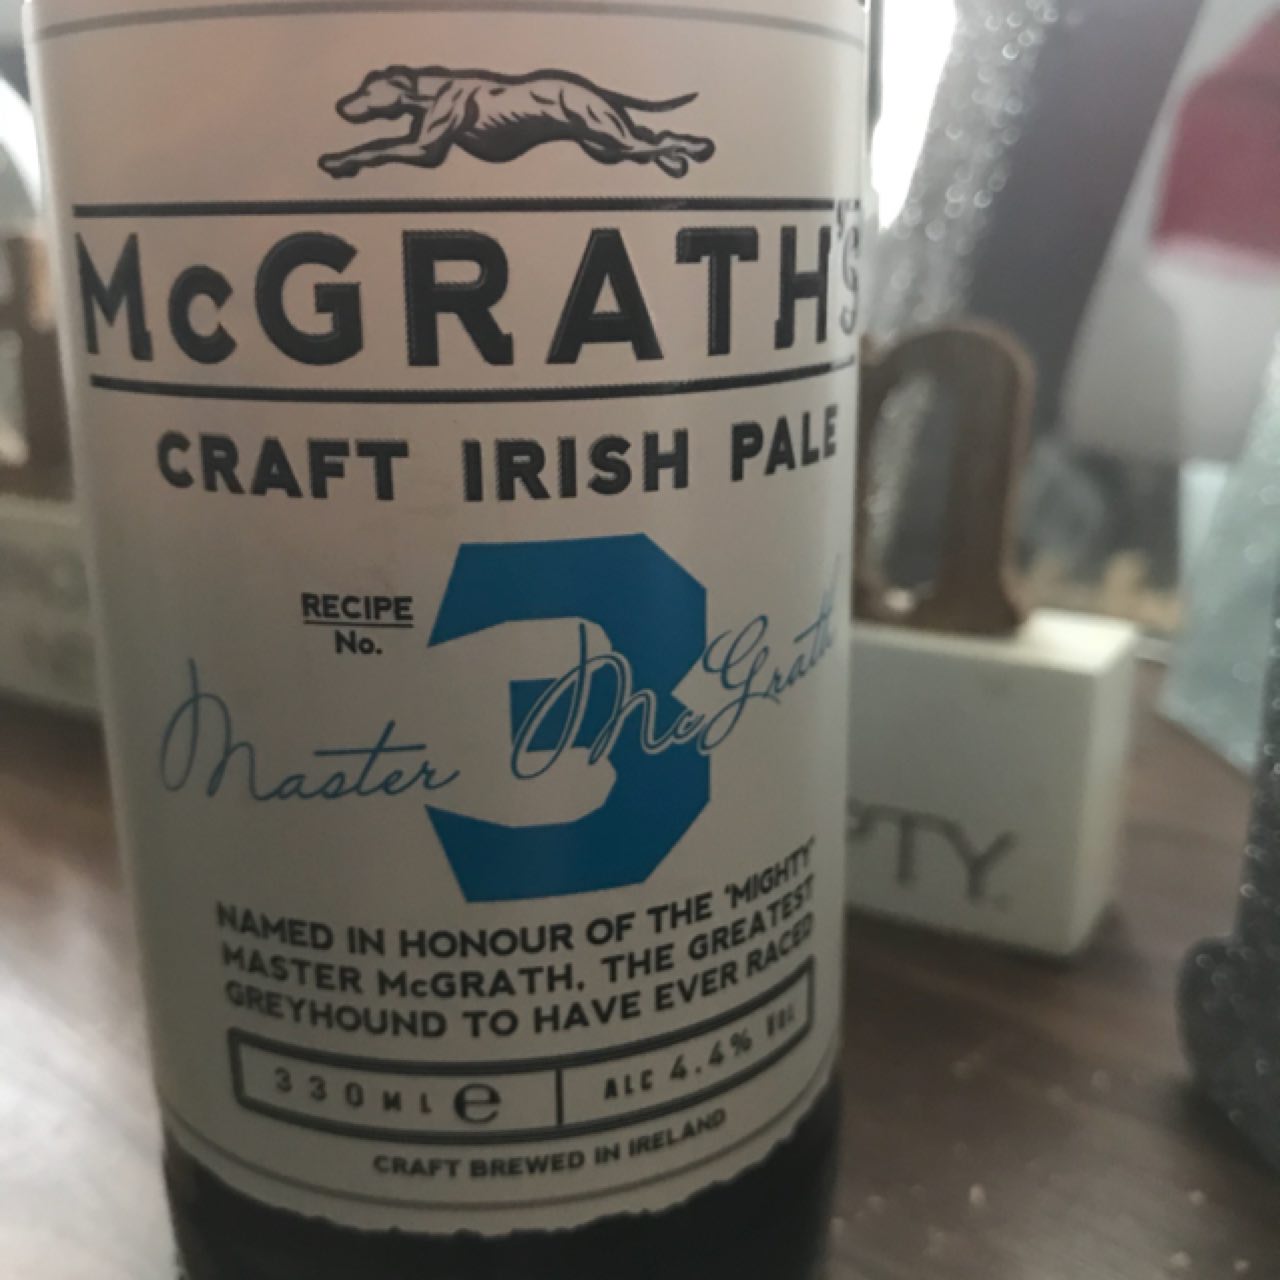 McGRATH'S
CRAFT IRISH PALE
RECIPE
No.
3
Master McGrath
NAMED IN HONOUR OF THE 'MIGHTY'
MASTER McGRATH. THE GREATEST
GREYHOUND TO HAVE EVER RACED
330ML e ALC 4.4% VOL
CRAFT BREWED IN IRELAND